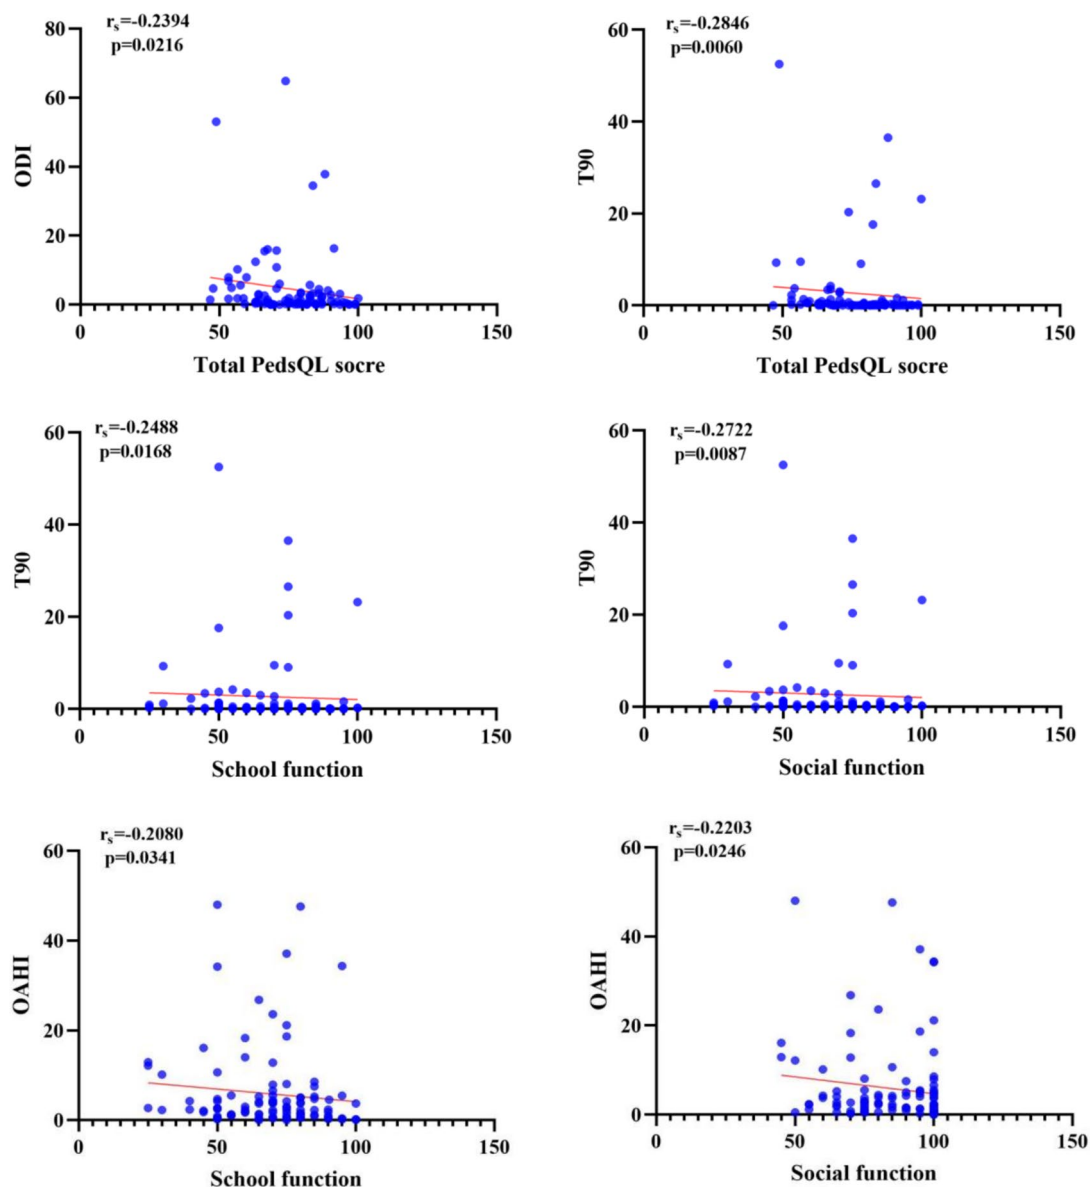 rs=-0.2394
p=0.0216
80
60
40
20
0
ODI
0 50 100 150
Total PedsQL socre
rs=-0.2846
p=0.0060
60
40
20
0
T90
0 50 100 150
Total PedsQL socre
rs=-0.2488
p=0.0168
60
40
20
0
T90
0 50 100 150
School function
rs=-0.2722
p=0.0087
60
40
20
0
T90
0 50 100 150
Social function
rs=-0.2080
p=0.0341
60
40
20
0
OAHI
0 50 100 150
School function
rs=-0.2203
p=0.0246
60
40
20
0
OAHI
0 50 100 150
Social function